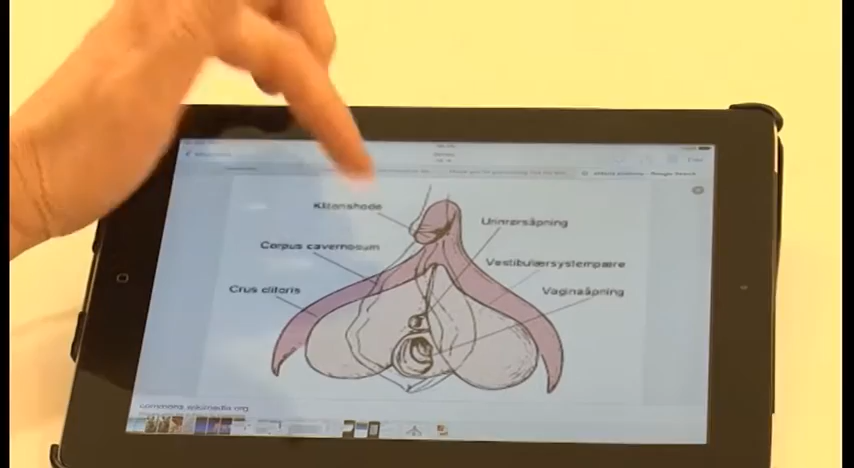 Klitorishode
Urinrørsåpning
Corpus cavernosum
Vestibulærsystempære
Crus clitoris
Vaginaåpning
commons.wikimedia.org